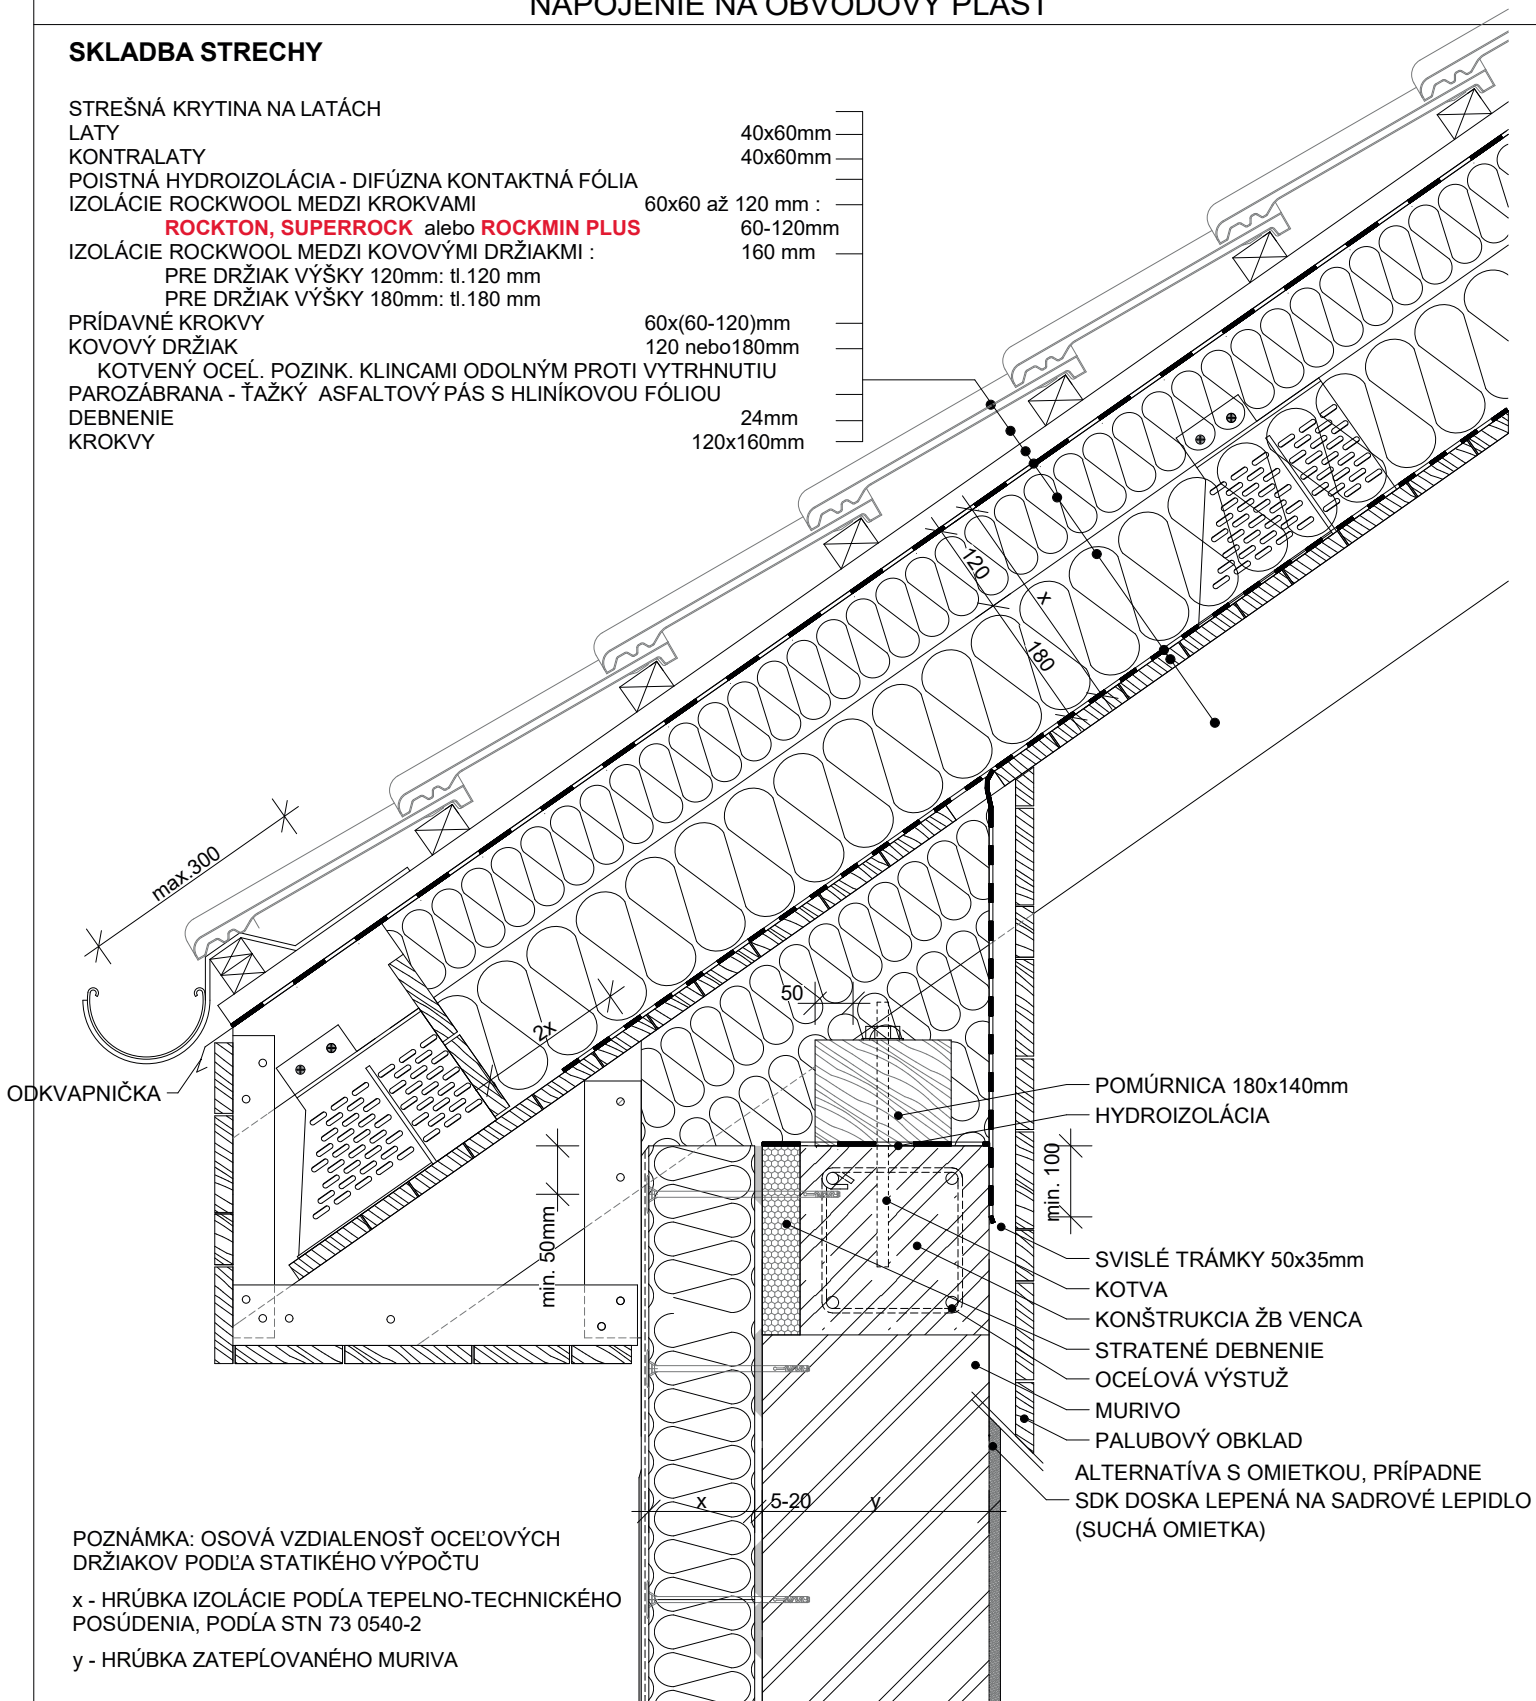 NAPOJENIE NA OBVODOVÝ PLÁŠŤ
SKLADBA STRECHY
STREŠNÁ KRYTINA NA LATÁCH
LATY 40x60mm
KONTRALATY 40x60mm
POISTNÁ HYDROIZOLÁCIA - DIFÚZNA KONTAKTNÁ FÓLIA
IZOLÁCIE ROCKWOOL MEDZI KROKVAMI 60x60 až 120 mm :
ROCKTON, SUPERROCK alebo ROCKMIN PLUS 60-120mm
IZOLÁCIE ROCKWOOL MEDZI KOVOVÝMI DRŽIAKMI : 160 mm
PRE DRŽIAK VÝŠKY 120mm: tl.120 mm
PRE DRŽIAK VÝŠKY 180mm: tl.180 mm
PRÍDAVNÉ KROKVY 60x(60-120)mm
KOVOVÝ DRŽIAK 120 nebo180mm
KOTVENÝ OCEĹ. POZINK. KLINCAMI ODOLNÝM PROTI VYTRHNUTIU
PAROZÁBRANA - ŤAŽKÝ ASFALTOVÝ PÁS S HLINÍKOVOU FÓLIOU
DEBNENIE 24mm
KROKVY 120x160mm
120
x
180
max.300
2x
50
ODKVAPNIČKA
POMÚRNICA 180x140mm
HYDROIZOLÁCIA
min. 100
min. 50mm
SVISLÉ TRÁMKY 50x35mm
KOTVA
KONŠTRUKCIA ŽB VENCA
STRATENÉ DEBNENIE
OCEĹOVÁ VÝSTUŽ
MURIVO
PALUBOVÝ OBKLAD
ALTERNATÍVA S OMIETKOU, PRÍPADNE
SDK DOSKA LEPENÁ NA SADROVÉ LEPIDLO
(SUCHÁ OMIETKA)
x 5-20 y
POZNÁMKA: OSOVÁ VZDIALENOSŤ OCEĽOVÝCH
DRŽIAKOV PODĽA STATIKÉHO VÝPOČTU
x - HRÚBKA IZOLÁCIE PODĹA TEPELNO-TECHNICKÉHO
POSÚDENIA, PODĹA STN 73 0540-2
y - HRÚBKA ZATEPĹOVANÉHO MURIVA